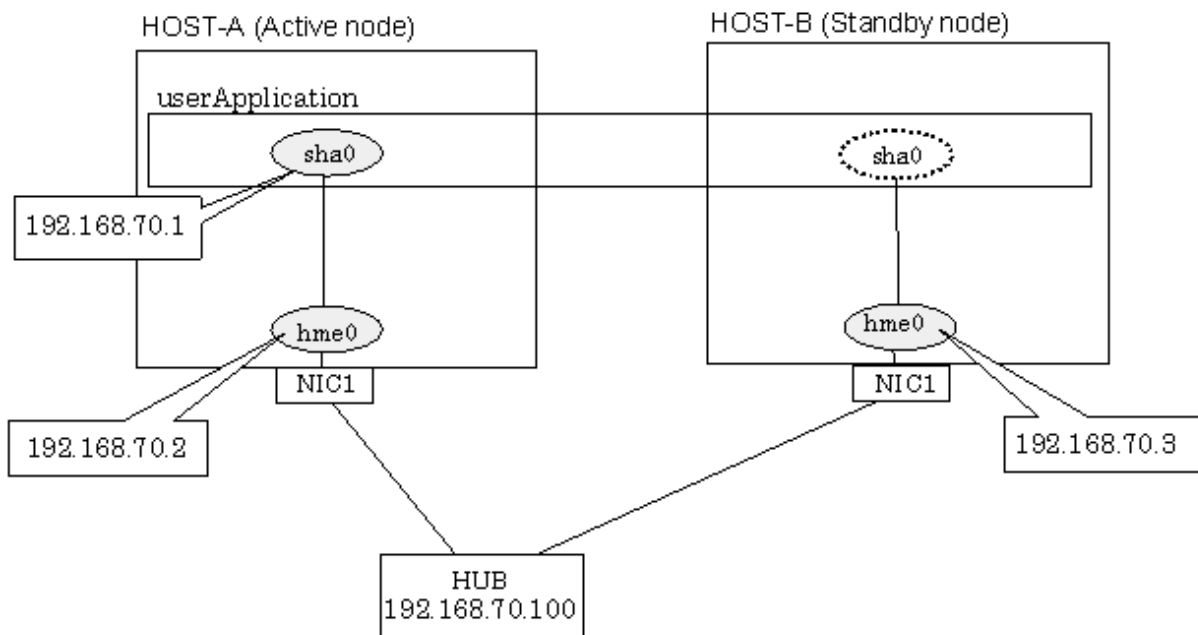 HOST-A (Active node)
HOST-B (Standby node)
userApplication
sha0
sha0
192.168.70.1
hme0
hme0
NIC1
NIC1
192.168.70.2
192.168.70.3
HUB
192.168.70.100